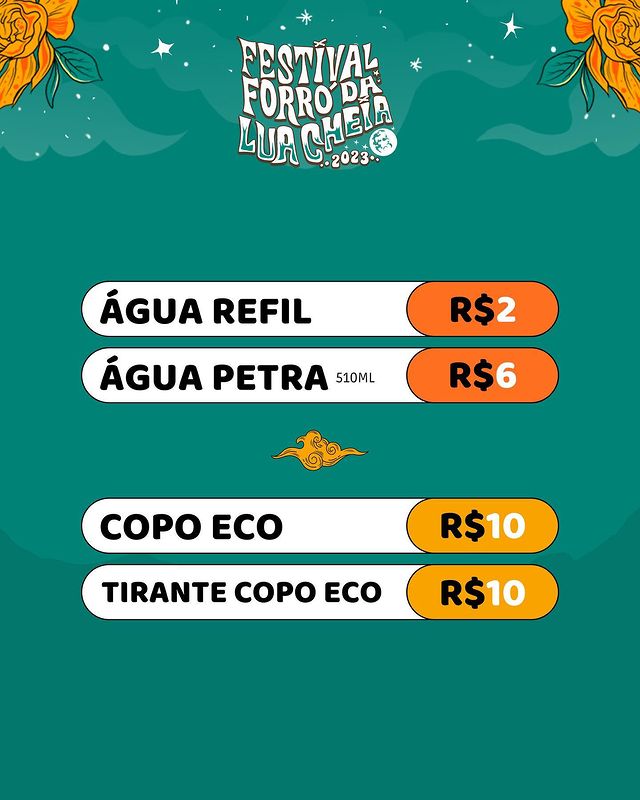 FESTIVAL
FORRÓ DA
LUA CHEIA
..2023..
ÁGUA REFIL R$2
ÁGUA PETRA 510ML R$6
COPO ECO R$10
TIRANTE COPO ECO R$10